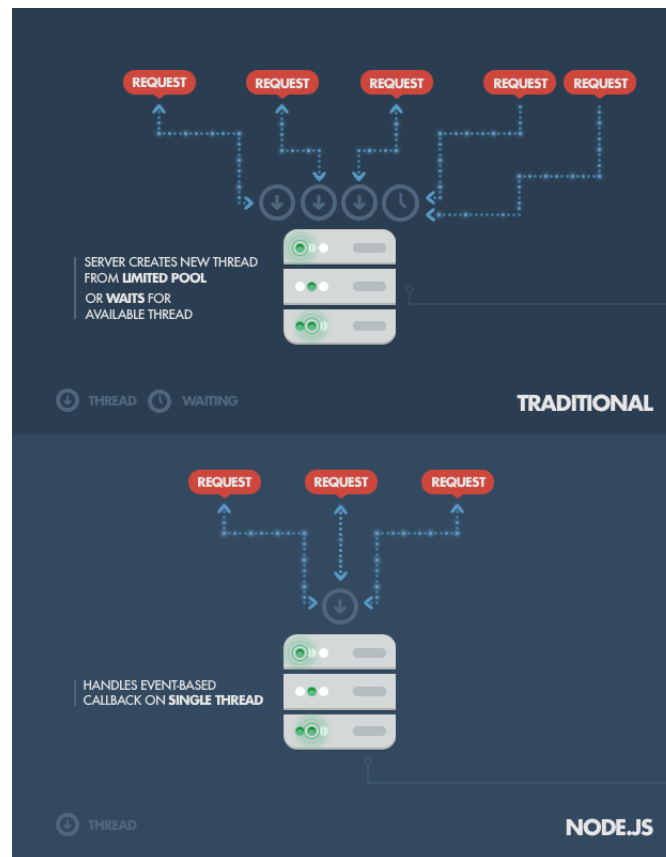 REQUEST REQUEST REQUEST REQUEST REQUEST
SERVER CREATES NEW THREAD
FROM LIMITED POOL
OR WAITS FOR
AVAILABLE THREAD
THREAD WAITING
TRADITIONAL
REQUEST REQUEST REQUEST
HANDLES EVENT-BASED
CALLBACK ON SINGLE THREAD
THREAD
NODE.JS